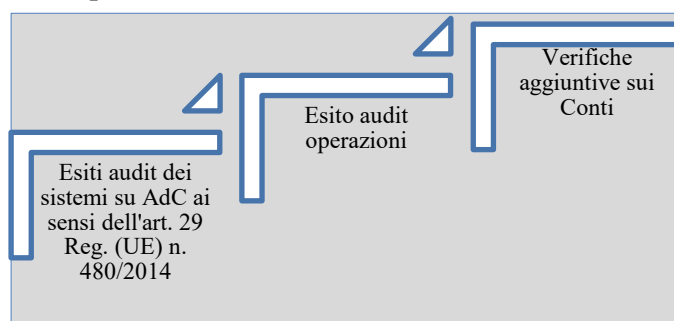 Esiti audit dei
sistemi su AdC ai
sensi dell'art. 29
Reg. (UE) n.
480/2014
Esito audit
operazioni
Verifiche
aggiuntive sui
Conti